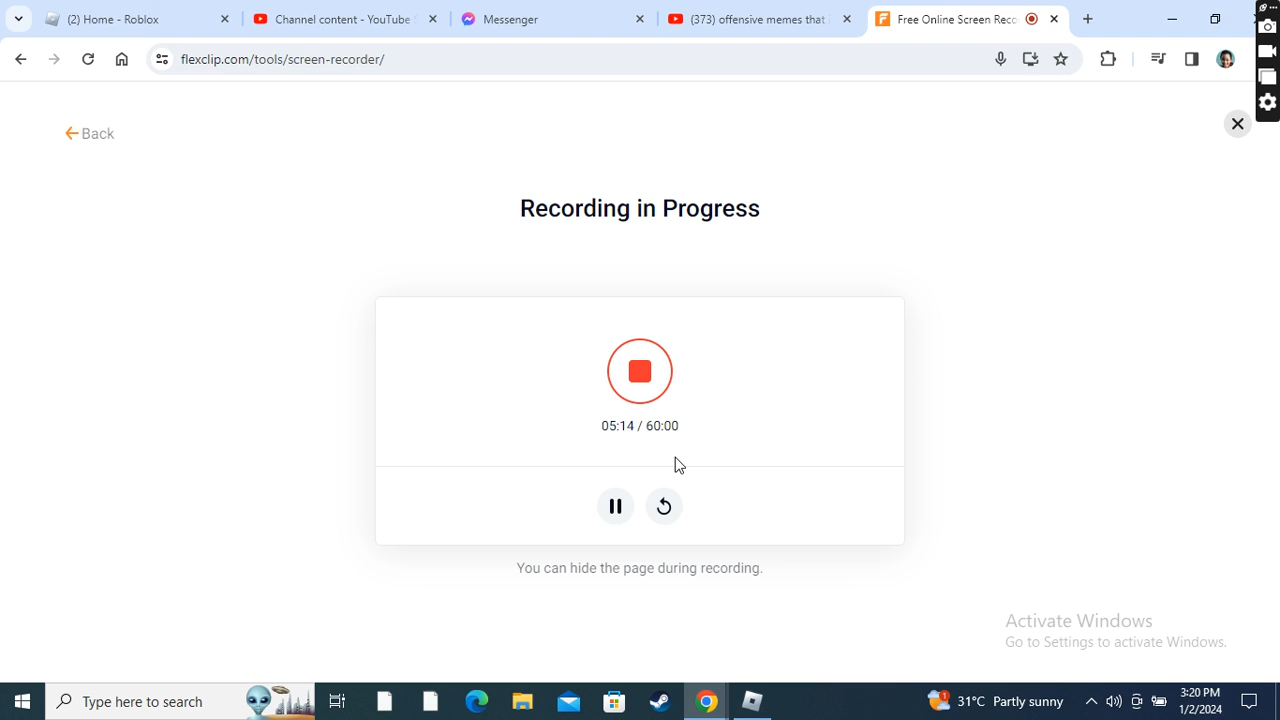 (2) Home - Roblox
Channel content - YouTube
Messenger
(373) offensive memes that
Free Online Screen Reco
flexclip.com/tools/screen-recorder/
Back
Recording in Progress
05:14 / 60:00
You can hide the page during recording.
Activate Windows
Go to Settings to activate Windows.
Type here to search
1
31°C Partly sunny
3:20 PM
1/2/2024